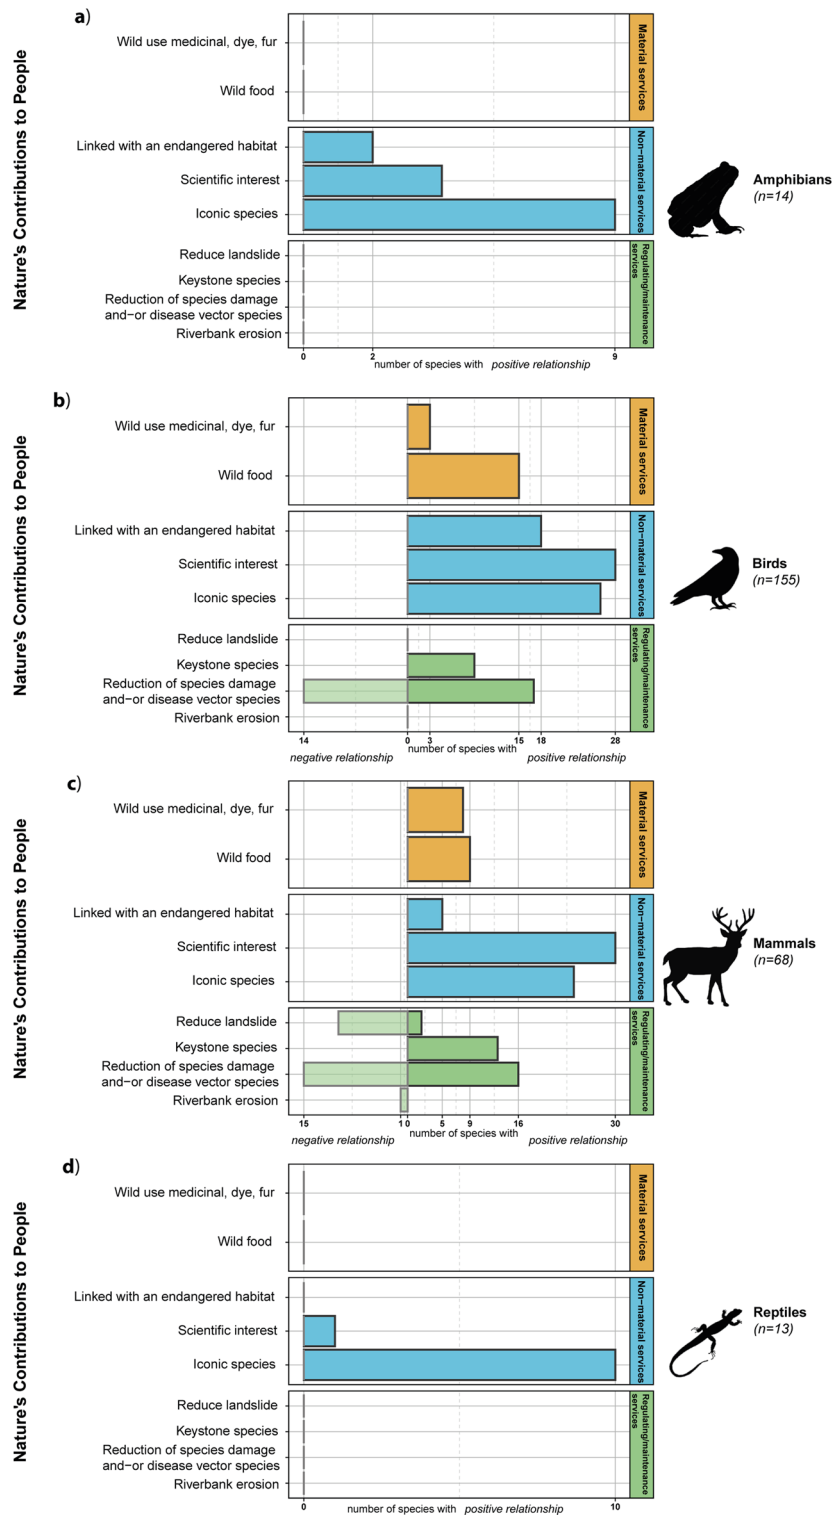 a)
Nature's Contributions to People
Wild use medicinal, dye, fur
Wild food
Material services
Linked with an endangered habitat
Scientific interest
Iconic species
Non−material services
Reduce landslide
Keystone species
Reduction of species damage
and−or disease vector species
Riverbank erosion
Regulating/maintenance
services
0 2 9
number of species with positive relationship
Amphibians
(n=14)
b)
Nature's Contributions to People
Wild use medicinal, dye, fur
Wild food
Material services
Linked with an endangered habitat
Scientific interest
Iconic species
Non−material services
Reduce landslide
Keystone species
Reduction of species damage
and−or disease vector species
Riverbank erosion
Regulating/maintenance
services
14 0 3 15 18 28
number of species with
negative relationship positive relationship
Birds
(n=155)
c)
Nature's Contributions to People
Wild use medicinal, dye, fur
Wild food
Material services
Linked with an endangered habitat
Scientific interest
Iconic species
Non−material services
Reduce landslide
Keystone species
Reduction of species damage
and−or disease vector species
Riverbank erosion
Regulating/maintenance
services
15 1 0 5 9 16 30
number of species with
negative relationship positive relationship
Mammals
(n=68)
d)
Nature's Contributions to People
Wild use medicinal, dye, fur
Wild food
Material services
Linked with an endangered habitat
Scientific interest
Iconic species
Non−material services
Reduce landslide
Keystone species
Reduction of species damage
and−or disease vector species
Riverbank erosion
Regulating/maintenance
services
0 10
number of species with positive relationship
Reptiles
(n=13)